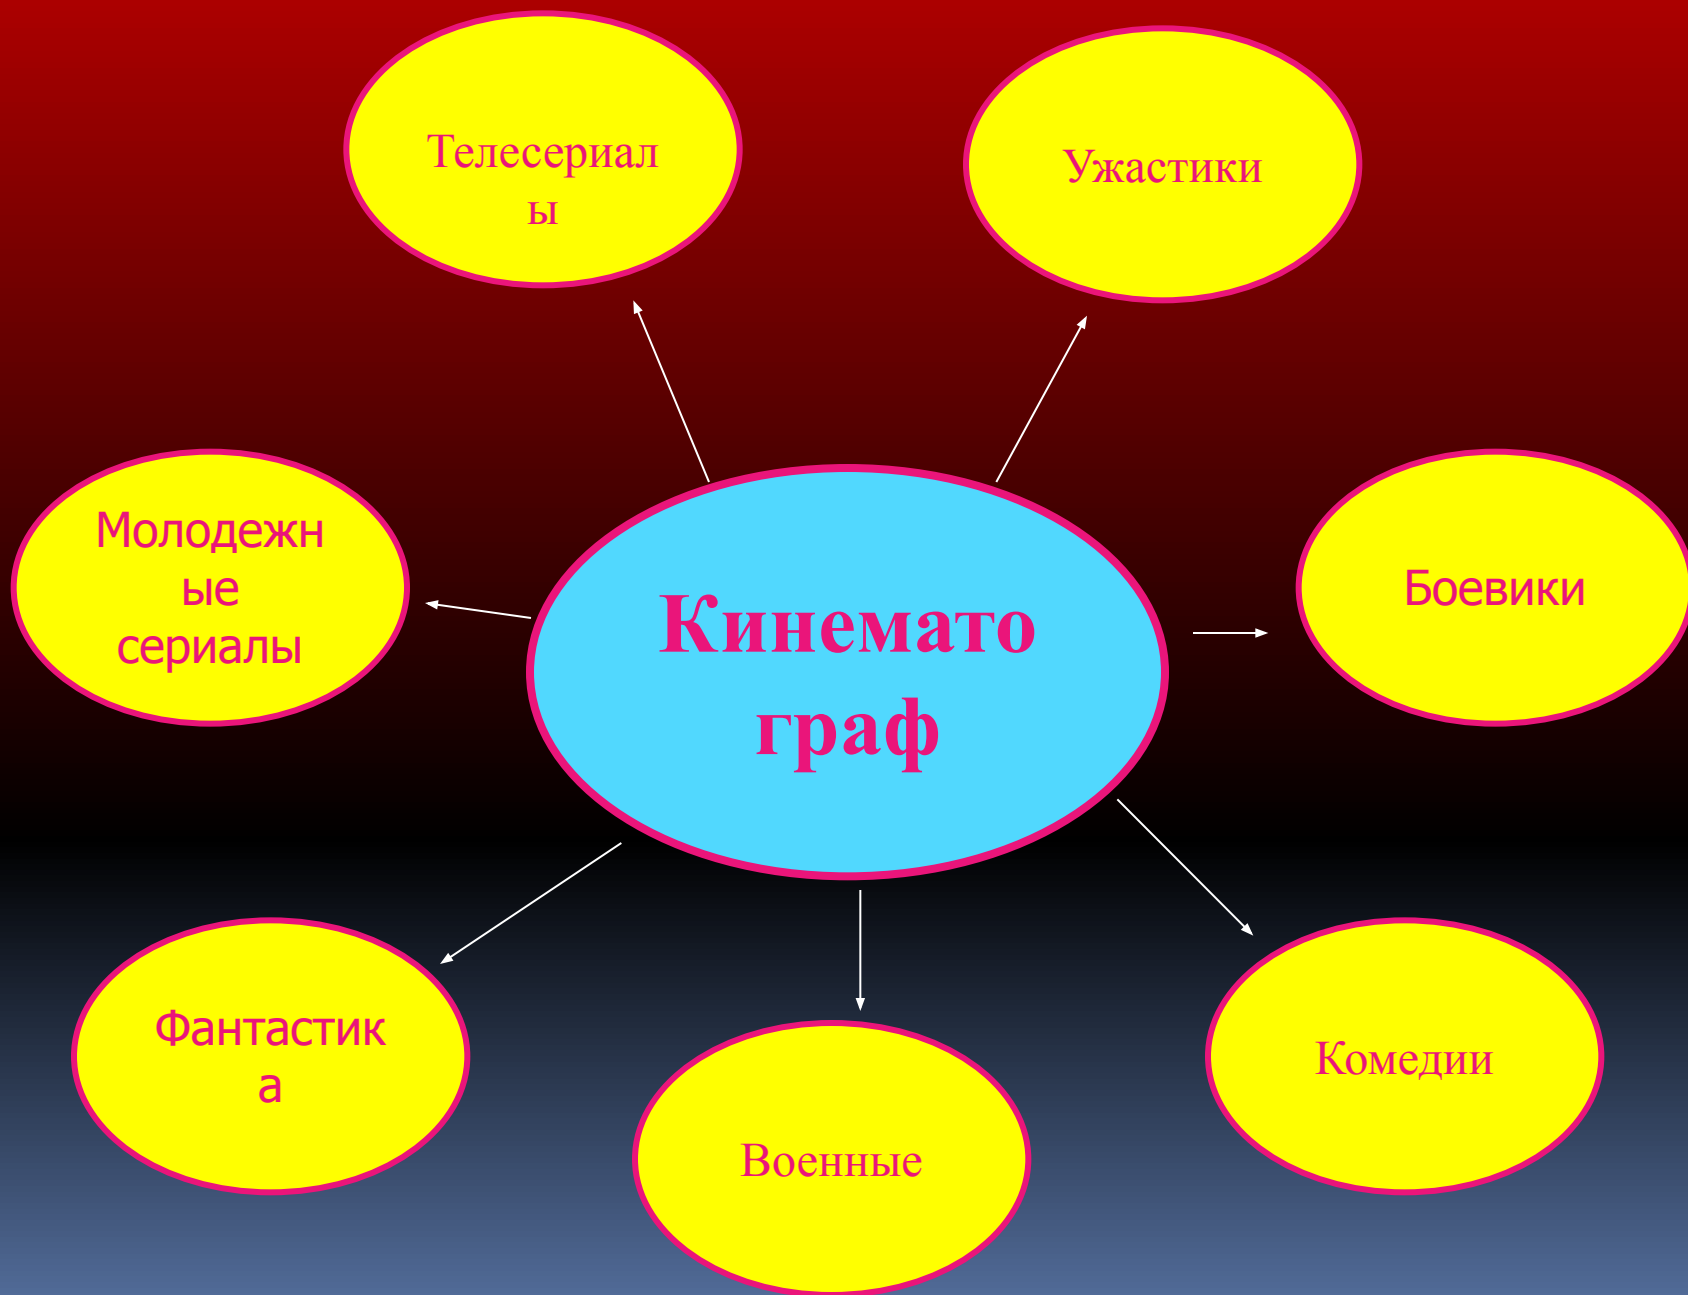 Телесериал
ы
Ужастики
Молодежн
ые
сериалы
Кинемато
граф
Боевики
Фантастик
а
Военные
Комедии